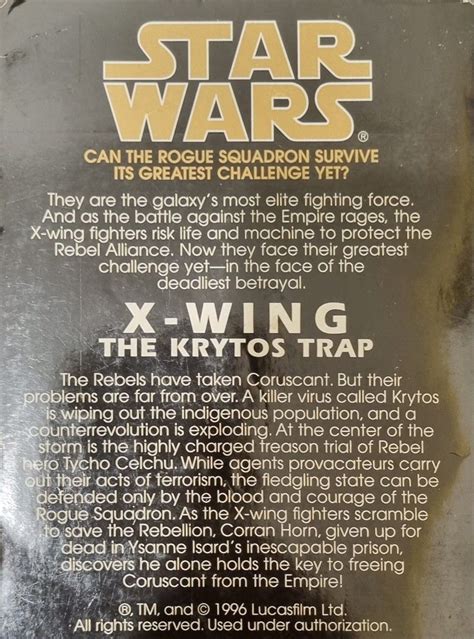 STAR
WARS®
CAN THE ROGUE SQUADRON SURVIVE
ITS GREATEST CHALLENGE YET?
They are the galaxy's most elite fighting force.
And as the battle against the Empire rages, the
X-wing fighters risk life and machine to protect the
Rebel Alliance. Now they face their greatest
challenge yet—in the face of the
deadliest betrayal.
X-WING
THE KRYTOS TRAP
The Rebels have taken Coruscant. But their
problems are far from over. A killer virus called Krytos
is wiping out the indigenous population, and a
counterrevolution is exploding. At the center of the
storm is the highly charged treason trial of Rebel
hero Tycho Celchu. While agents provacateurs carry
out their acts of terrorism, the fledgling state can be
defended only by the blood and courage of the
Rogue Squadron. As the X-wing fighters scramble
to save the Rebellion, Corran Horn, given up for
dead in Ysanne Isard's inescapable prison,
discovers he alone holds the key to freeing
Coruscant from the Empire!
®, TM, and © 1996 Lucasfilm Ltd.
All rights reserved. Used under authorization.